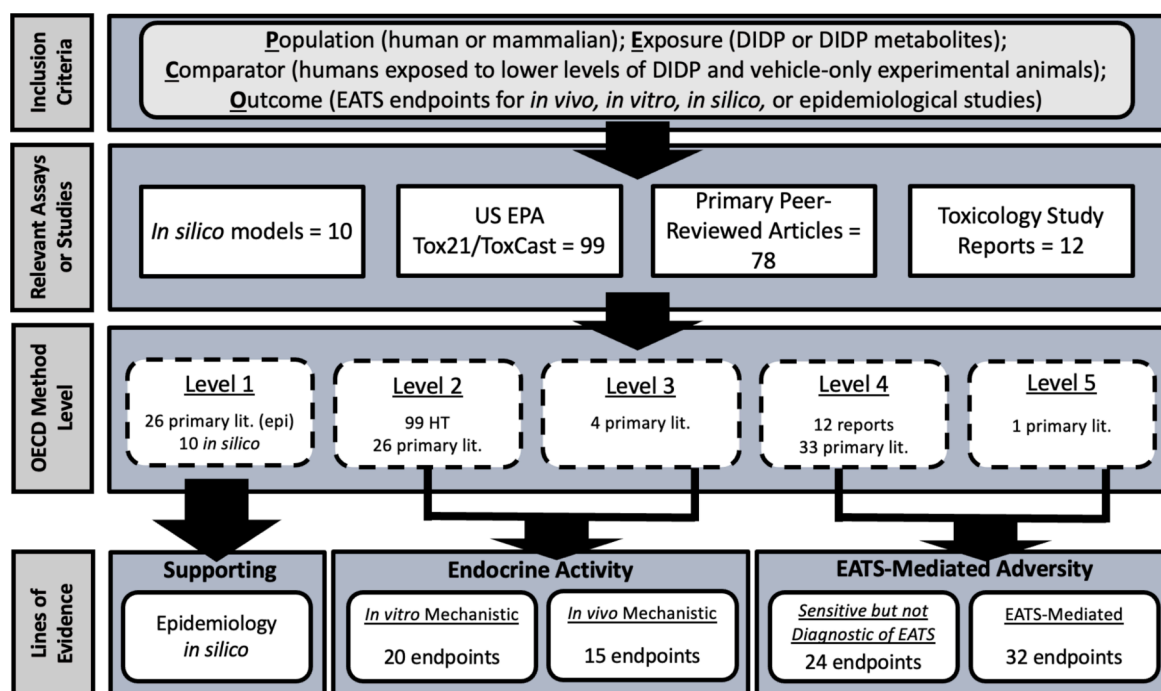 Inclusion
Criteria
Population (human or mammalian); Exposure (DIDP or DIDP metabolites);
Comparator (humans exposed to lower levels of DIDP and vehicle-only experimental animals);
Outcome (EATS endpoints for in vivo, in vitro, in silico, or epidemiological studies)
Relevant Assays
or Studies
In silico models = 10
US EPA
Tox21/ToxCast = 99
Primary Peer-
Reviewed Articles =
78
Toxicology Study
Reports = 12
OECD Method
Level
Level 1
26 primary lit. (epi)
10 in silico
Level 2
99 HT
26 primary lit.
Level 3
4 primary lit.
Level 4
12 reports
33 primary lit.
Level 5
1 primary lit.
Lines of
Evidence
Supporting
Epidemiology
in silico
Endocrine Activity
In vitro Mechanistic
20 endpoints
In vivo Mechanistic
15 endpoints
EATS-Mediated Adversity
Sensitive but not
Diagnostic of EATS
24 endpoints
EATS-Mediated
32 endpoints